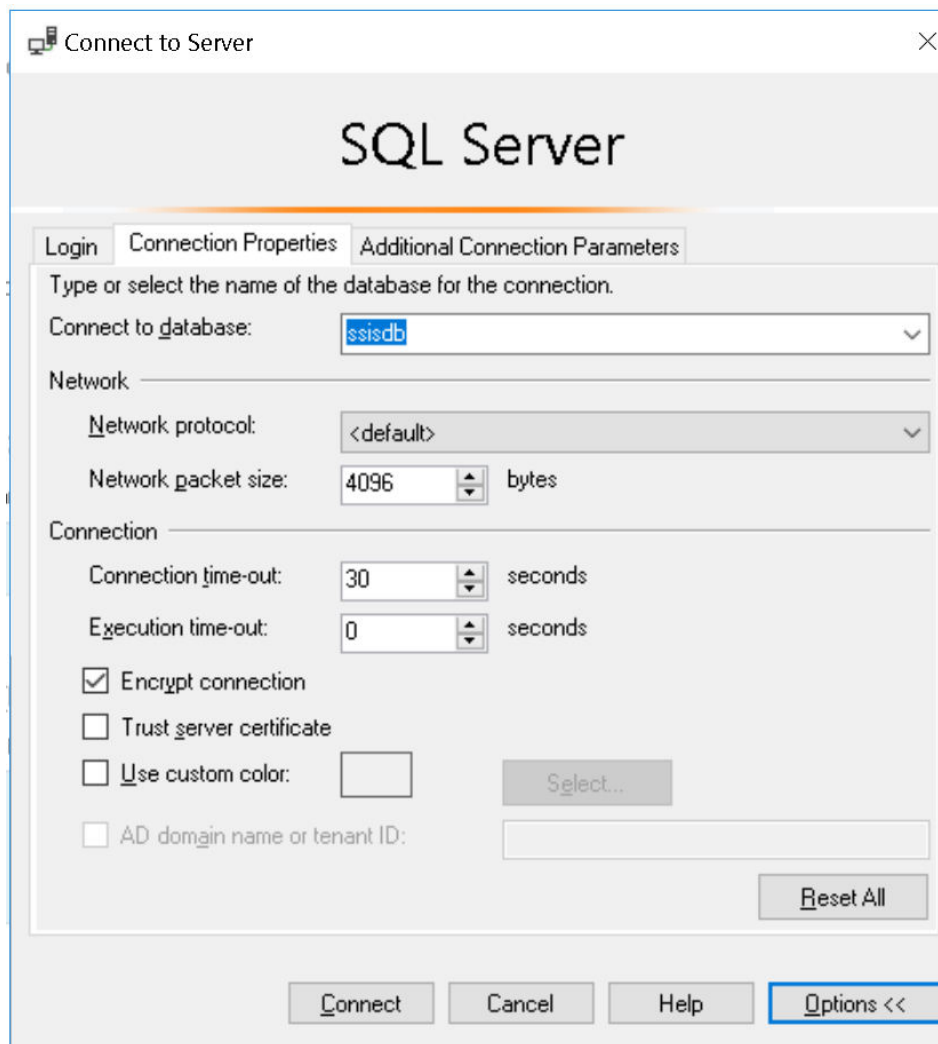 Connect to Server
SQL Server
Login Connection Properties Additional Connection Parameters
Type or select the name of the database for the connection.
Connect to database: ssisdb
Network
Network protocol: <default>
Network packet size: 4096 bytes
Connection
Connection time-out: 30 seconds
Execution time-out: 0 seconds
Encrypt connection
Trust server certificate
Use custom color: Select...
AD domain name or tenant ID:
Reset All
Connect Cancel Help Options <<